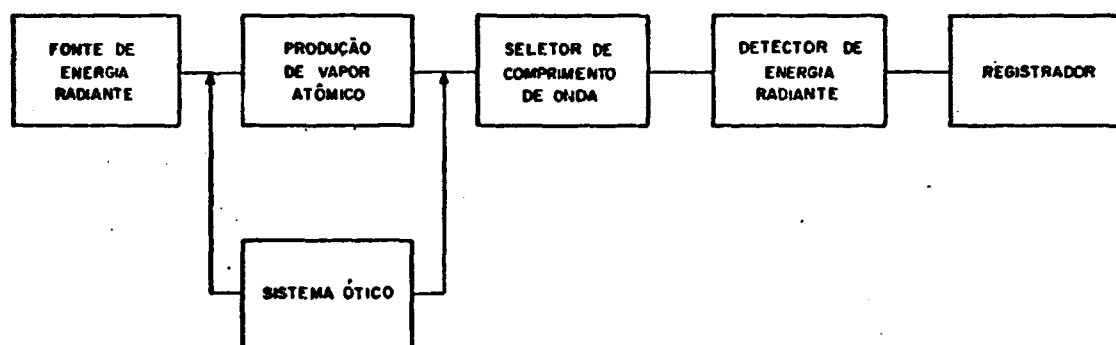 FONTE DE
ENERGIA
RADIANTE
PRODUÇÃO
DE VAPOR
ATÔMICO
SELETOR DE
COMPRIMENTO
DE ONDA
DETECTOR DE
ENERGIA
RADIANTE
REGISTRADOR
SISTEMA ÓTICO